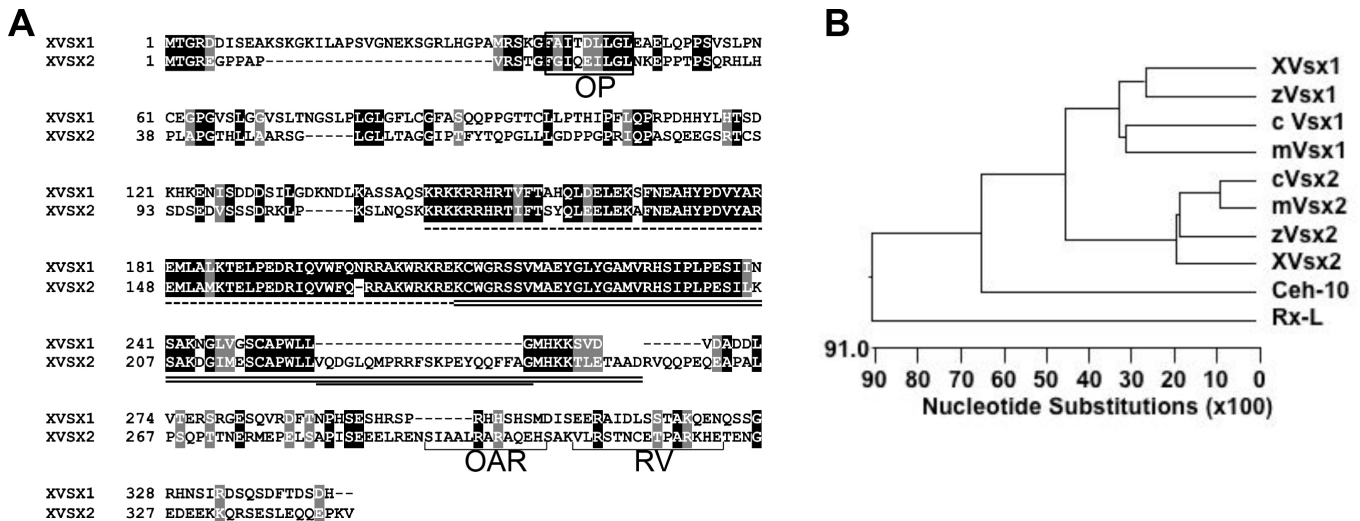 A
XVSX1 1 MTGRDDISEAKSKGKILAPSVGNEKSGRLHGPAMRSKGFAITDLLGLEAELQPPSVSLPN
XVSX2 1 MTGREGPPAP-----------------------VRSTGFGIQEILGLNKEPPTPSQRHLH
OP
XVSX1 61 CEGPGVSLGGVSLTNGSLPLGLGFLCGFASQQPPGTTCLLPTHIPFLQPRPDHHYLHTSD
XVSX2 38 PLAPGTHLLAARSG-----LGLLTAGGIPTFYTQPGLLLGDPPGPRIQPASQEEGSRTCS
XVSX1 121 KHKENISDDDSILGDKNDLKASSAQSKRKKRRHRTVFTAHQLDELEKSFNEAHYPDVYAR
XVSX2 93 SDSEDVSSSDRKLP-----KSLNQSKKRKKRRHRTIFTSYQLEELEKAFNEAHYPDVYAR
XVSX1 181 EMLALKTELPEDRIQVWFQNRRAKWRKREKCWGRSSVMAEYGLYGAMVRHSIPLPESIIN
XVSX2 148 EMLAMKTELPEDRIQVWFQ-RRAKWRKREKCWGRSSVMAEYGLYGAMVRHSIPLPESILK
XVSX1 241 SAKNGLVGSCAPWLL---------------------GMHKKSVD ------VDADDL
XVSX2 207 SAKDGIMESCAPWLLVQDGLQMPRRFSKPEYQQFAGMHKKTLETAADRVQQPEQEAPAL
XVSX1 274 VTERSRGESQVRDFTNPHSESHRSP------RHHSHSMDISEERAIDLSSTAKQENQSSG
XVSX2 267 PSQPTTNERMEPELSAPISEEELRENSIAALRARAQEHSAKVLRSTNCETPARKHETENG
OAR RV
XVSX1 328 RHNSIRDSQSDFTDSDH--
XVSX2 327 EDEEKKQRSESLEQQEPKV
B
XVsx1
zVsx1
c Vsx1
mVsx1
cVsx2
mVsx2
zVsx2
XVsx2
Ceh-10
Rx-L
91.0
90 80 70 60 50 40 30 20 10 0
Nucleotide Substitutions (x100)